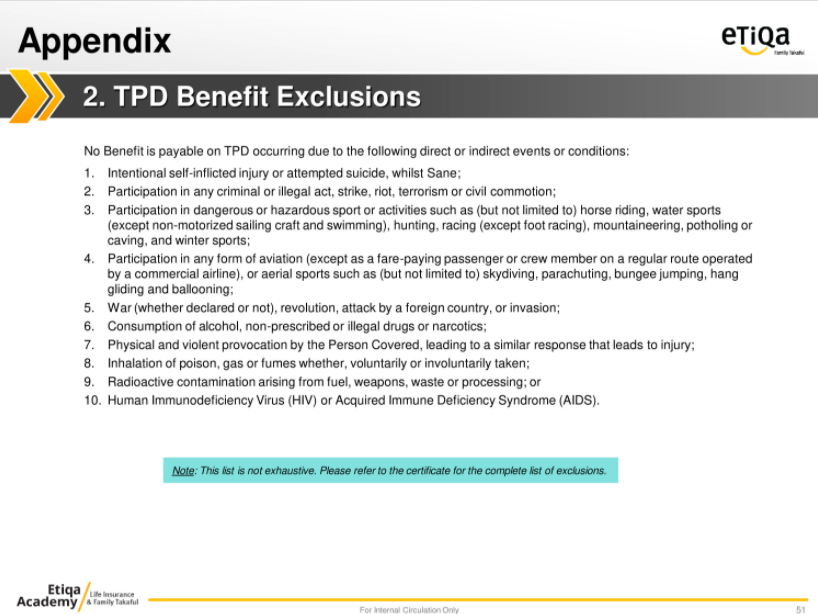 Appendix
eTiQa
Family Takaful
2. TPD Benefit Exclusions
No Benefit is payable on TPD occurring due to the following direct or indirect events or conditions:
1. Intentional self-inflicted injury or attempted suicide, whilst Sane;
2. Participation in any criminal or illegal act, strike, riot, terrorism or civil commotion;
3. Participation in dangerous or hazardous sport or activities such as (but not limited to) horse riding, water sports
(except non-motorized sailing craft and swimming), hunting, racing (except foot racing), mountaineering, potholing or
caving, and winter sports;
4. Participation in any form of aviation (except as a fare-paying passenger or crew member on a regular route operated
by a commercial airline), or aerial sports such as (but not limited to) skydiving, parachuting, bungee jumping, hang
gliding and ballooning;
5. War (whether declared or not), revolution, attack by a foreign country, or invasion;
6. Consumption of alcohol, non-prescribed or illegal drugs or narcotics;
7. Physical and violent provocation by the Person Covered, leading to a similar response that leads to injury;
8. Inhalation of poison, gas or fumes whether, voluntarily or involuntarily taken;
9. Radioactive contamination arising from fuel, weapons, waste or processing; or
10. Human Immunodeficiency Virus (HIV) or Acquired Immune Deficiency Syndrome (AIDS).
Note: This list is not exhaustive. Please refer to the certificate for the complete list of exclusions.
Etiqa
Academy
Life Insurance
& Family Takaful
For Internal Circulation Only
51